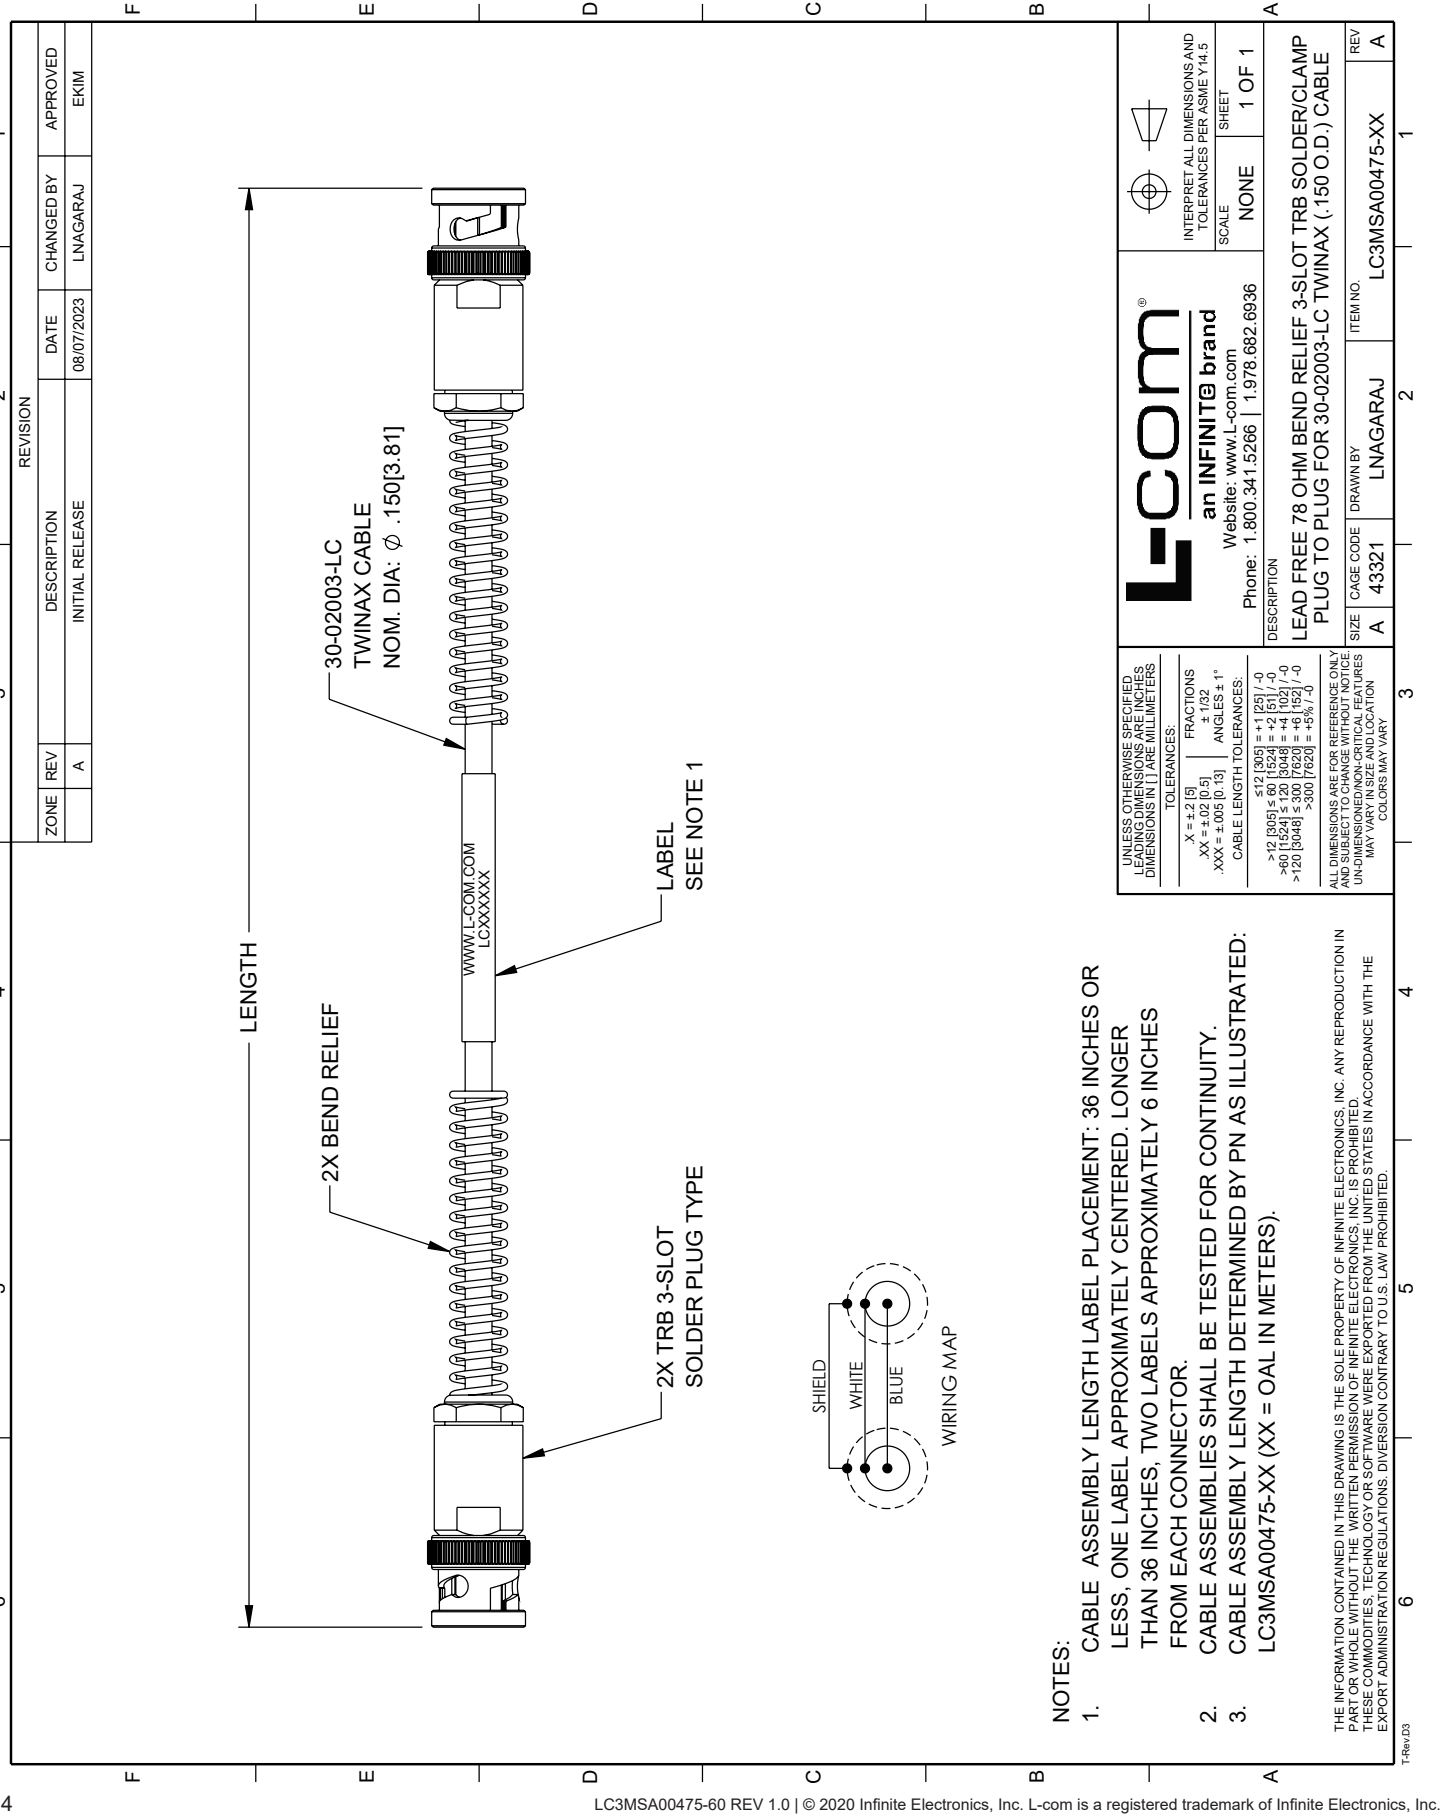 REVISION
ZONE REV DESCRIPTION DATE CHANGED BY APPROVED
A INITIAL RELEASE 08/07/2023 LNAGARAJ EKIM
F
E
D
C
B
A
LENGTH
2X BEND RELIEF
30-02003-LC
TWINAX CABLE
NOM. DIA: Ø .150[3.81]
WWW.L-COM.COM
LCXXXXXX
LABEL
SEE NOTE 1
2X TRB 3-SLOT
SOLDER PLUG TYPE
SHIELD
WHITE
BLUE
WIRING MAP
NOTES:
1. CABLE ASSEMBLY LENGTH LABEL PLACEMENT: 36 INCHES OR
LESS, ONE LABEL APPROXIMATELY CENTERED. LONGER
THAN 36 INCHES, TWO LABELS APPROXIMATELY 6 INCHES
FROM EACH CONNECTOR.
2. CABLE ASSEMBLIES SHALL BE TESTED FOR CONTINUITY.
3. CABLE ASSEMBLY LENGTH DETERMINED BY PN AS ILLUSTRATED:
LC3MSA00475-XX (XX = OAL IN METERS).
THE INFORMATION CONTAINED IN THIS DRAWING IS THE SOLE PROPERTY OF INFINITE ELECTRONICS, INC. ANY REPRODUCTION IN
PART OR WHOLE WITHOUT THE WRITTEN PERMISSION OF INFINITE ELECTRONICS, INC. IS PROHIBITED.
THESE COMMODITIES, TECHNOLOGY OR SOFTWARE WERE EXPORTED FROM THE UNITED STATES IN ACCORDANCE WITH THE
EXPORT ADMINISTRATION REGULATIONS. DIVERSION CONTRARY TO U.S. LAW PROHIBITED.
T-Rev.D3
UNLESS OTHERWISE SPECIFIED
LEADING DIMENSIONS ARE INCHES
DIMENSIONS IN [ ] ARE MILLIMETERS
TOLERANCES:
.X = ±.2 [5] FRACTIONS
.XX = ±.02 [0.5] ± 1/32
.XXX = ±.005 [0.13] ANGLES ± 1°
CABLE LENGTH TOLERANCES:
≤12 [305] = +1 [25] / -0
>12 [305] ≤ 60 [1524] = +2 [51] / -0
>60 [1524] ≤ 120 [3048] = +4 [102] / -0
>120 [3048] ≤ 300 [7620] = +6 [152] / -0
>300 [7620] = +5% / -0
ALL DIMENSIONS ARE FOR REFERENCE ONLY
AND SUBJECT TO CHANGE WITHOUT NOTICE.
UN-DIMENSIONED/NON-CRITICAL FEATURES
MAY VARY IN SIZE AND LOCATION
COLORS MAY VARY
L-com®
an INFINITE brand
Website: www.L-com.com
Phone: 1.800.341.5266 | 1.978.682.6936
INTERPRET ALL DIMENSIONS AND
TOLERANCES PER ASME Y14.5
SCALE NONE SHEET 1 OF 1
DESCRIPTION
LEAD FREE 78 OHM BEND RELIEF 3-SLOT TRB SOLDER/CLAMP
PLUG TO PLUG FOR 30-02003-LC TWINAX (.150 O.D.) CABLE
SIZE CAGE CODE DRAWN BY ITEM NO. REV
A 43321 LNAGARAJ LC3MSA00475-XX A
6 5 4 3 2 1
F
E
D
C
B
A
4
LC3MSA00475-60 REV 1.0 | © 2020 Infinite Electronics, Inc. L-com is a registered trademark of Infinite Electronics, Inc.